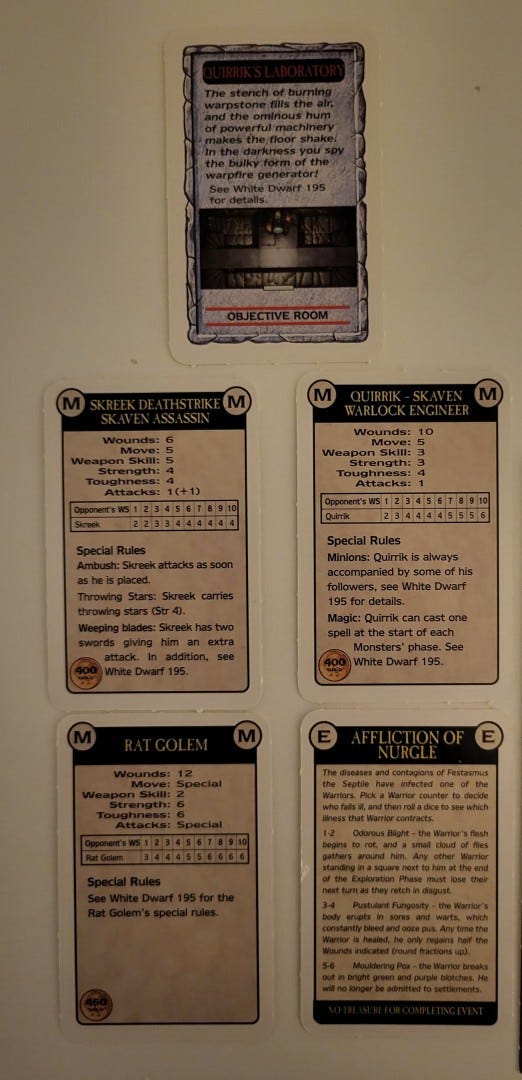 QUIRRIK'S LABORATORY
The stench of burning
warpstone fills the air,
and the ominous hum
of powerful machinery
makes the floor shake.
In the darkness you spy
the bulky form of the
warpfire generator!
See White Dwarf 195
for details.
OBJECTIVE ROOM
M SKREEK DEATHSTRIKE M
SKAVEN ASSASSIN
Wounds: 6
Move: 5
Weapon Skill: 5
Strength: 4
Toughness: 4
Attacks: 1(+1)
Opponent's WS 1 2 3 4 5 6 7 8 9 10
Skreek 2 2 3 3 4 4 4 4 4 4
Special Rules
Ambush: Skreek attacks as soon
as he is placed.
Throwing Stars: Skreek carries
throwing stars (Str 4).
Weeping blades: Skreek has two
swords giving him an extra
attack. In addition, see
White Dwarf 195.
400
GOLD
M QUIRRIK – SKAVEN M
WARLOCK ENGINEER
Wounds: 10
Move: 5
Weapon Skill: 3
Strength: 3
Toughness: 4
Attacks: 1
Opponent's WS 1 2 3 4 5 6 7 8 9 10
Quirrik 2 3 4 4 4 4 5 5 5 6
Special Rules
Minions: Quirrik is always
accompanied by some of his
followers, see White Dwarf
195 for details.
Magic: Quirrik can cast one
spell at the start of each
Monsters' phase. See
White Dwarf 195.
400
GOLD
M RAT GOLEM M
Wounds: 12
Move: Special
Weapon Skill: 2
Strength: 6
Toughness: 6
Attacks: Special
Opponent's WS 1 2 3 4 5 6 7 8 9 10
Rat Golem 3 4 4 4 5 5 6 6 6 6
Special Rules
See White Dwarf 195 for the
Rat Golem's special rules.
450
E AFFLICTION OF E
NURGLE
The diseases and contagions of Festasmus
the Septile have infected one of the
Warriors. Pick a Warrior counter to decide
who falls ill, and then roll a dice to see which
illness that Warrior contracts.
1-2 Odorous Blight – the Warrior's flesh
begins to rot, and a small cloud of flies
gathers around him. Any other Warrior
standing in a square next to him at the end
of the Exploration Phase must lose their
next turn as they retch in disgust.
3-4 Pustulant Fungosity – the Warrior's
body erupts in sores and warts, which
constantly bleed and ooze pus. Any time the
Warrior is healed, he only regains half the
Wounds indicated (round fractions up).
5-6 Mouldering Pox – the Warrior breaks
out in bright green and purple blotches. He
will no longer be admitted to settlements.
NO TREASURE FOR COMPLETING EVENT